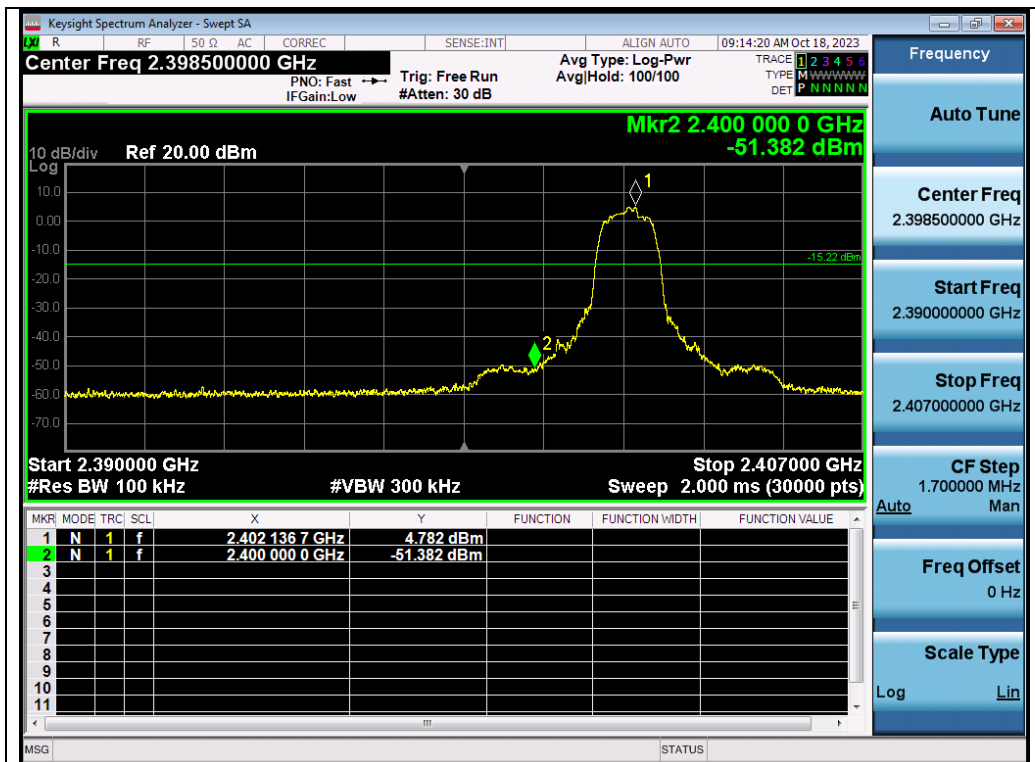 Keysight Spectrum Analyzer - Swept SA
LXI R RF 50 Ω AC CORREC SENSE:INT ALIGN AUTO 09:14:20 AM Oct 18, 2023
Center Freq 2.398500000 GHz
PNO: Fast
IFGain:Low
Trig: Free Run
#Atten: 30 dB
Avg Type: Log-Pwr
Avg|Hold: 100/100
TRACE 1 2 3 4 5 6
TYPE M WWWWW
DET P N N N N N
Mkr2 2.400 000 0 GHz
-51.382 dBm
10 dB/div Ref 20.00 dBm
Log
10.0
0.00
-10.0
-20.0
-30.0
-40.0
-50.0
-60.0
-70.0
1
-15.22 dBm
2
Start 2.390000 GHz Stop 2.407000 GHz
#Res BW 100 kHz #VBW 300 kHz Sweep 2.000 ms (30000 pts)
MKR MODE TRC SCL X Y FUNCTION FUNCTION WIDTH FUNCTION VALUE
1 N 1 f 2.402 136 7 GHz 4.782 dBm
2 N 1 f 2.400 000 0 GHz -51.382 dBm
3
4
5
6
7
8
9
10
11
MSG STATUS
Frequency
Auto Tune
Center Freq
2.398500000 GHz
Start Freq
2.390000000 GHz
Stop Freq
2.407000000 GHz
CF Step
1.700000 MHz
Auto Man
Freq Offset
0 Hz
Scale Type
Log Lin